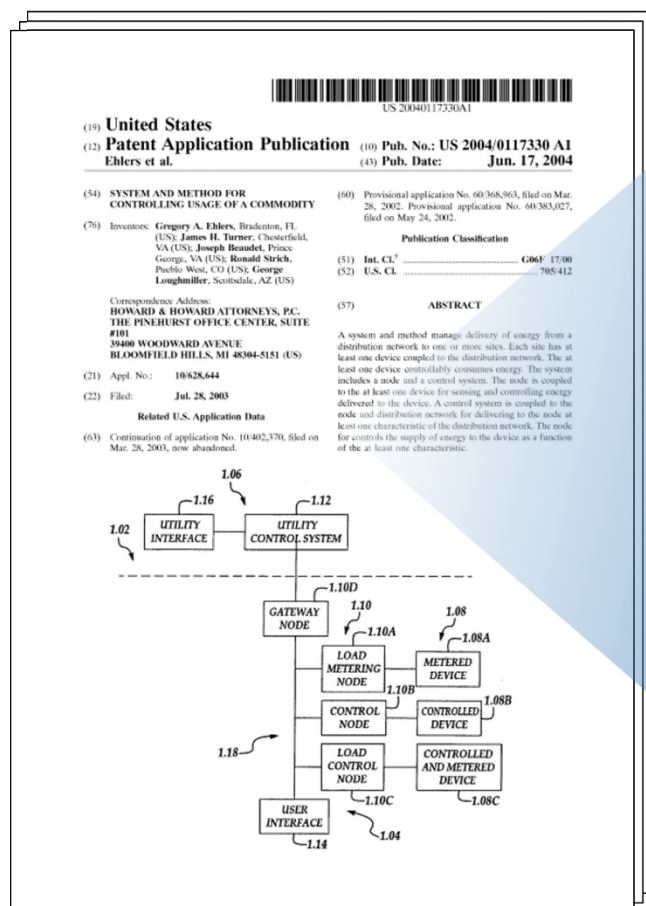 US 20040117330A1
(19) United States
(12) Patent Application Publication (10) Pub. No.: US 2004/0117330 A1
Ehlers et al. (43) Pub. Date: Jun. 17, 2004
(54) SYSTEM AND METHOD FOR
CONTROLLING USAGE OF A COMMODITY
(76) Inventors: Gregory A. Ehlers, Bradenton, FL
(US); James H. Turner, Chesterfield,
VA (US); Joseph Beaudet, Prince
George, VA (US); Ronald Strich,
Pueblo West, CO (US); George
Loughmiller, Scottsdale, AZ (US)
Correspondence Address:
HOWARD & HOWARD ATTORNEYS, P.C.
THE PINEHURST OFFICE CENTER, SUITE
#101
39400 WOODWARD AVENUE
BLOOMFIELD HILLS, MI 48304-5151 (US)
(21) Appl. No.: 10/628,644
(22) Filed: Jul. 28, 2003
Related U.S. Application Data
(63) Continuation of application No. 10/402,370, filed on
Mar. 28, 2003, now abandoned.
(60) Provisional application No. 60/368,963, filed on Mar.
28, 2002. Provisional application No. 60/383,027,
filed on May 24, 2002.
Publication Classification
(51) Int. Cl.7 ........ G06F 17/00
(52) U.S. Cl. ........ 705/412
(57) ABSTRACT
A system and method manage delivery of energy from a
distribution network to one or more sites. Each site has at
least one device coupled to the distribution network. The at
least one device controllably consumes energy. The system
includes a node and a control system. The node is coupled
to the at least one device for sensing and controlling energy
delivered to the device. A control system is coupled to the
node and distribution network for delivering to the node at
least one characteristic of the distribution network. The node
for controls the supply of energy to the device as a function
of the at least one characteristic.
1.06
1.16
1.12
1.02
UTILITY
INTERFACE
UTILITY
CONTROL SYSTEM
1.10D
GATEWAY
NODE
1.10
1.08
1.10A
1.08A
LOAD
METERING
NODE
METERED
DEVICE
1.10B
1.08B
CONTROL
NODE
CONTROLLED
DEVICE
1.18
LOAD
CONTROL
NODE
CONTROLLED
AND METERED
DEVICE
1.10C
1.08C
USER
INTERFACE
1.04
1.14